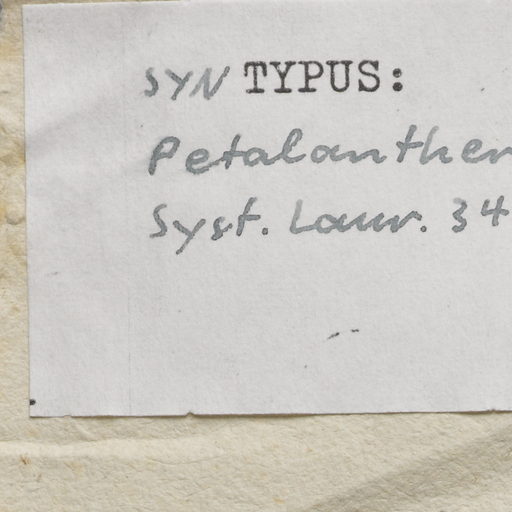 SYN TYPUS:
Petalanther
Syst. Laur. 34